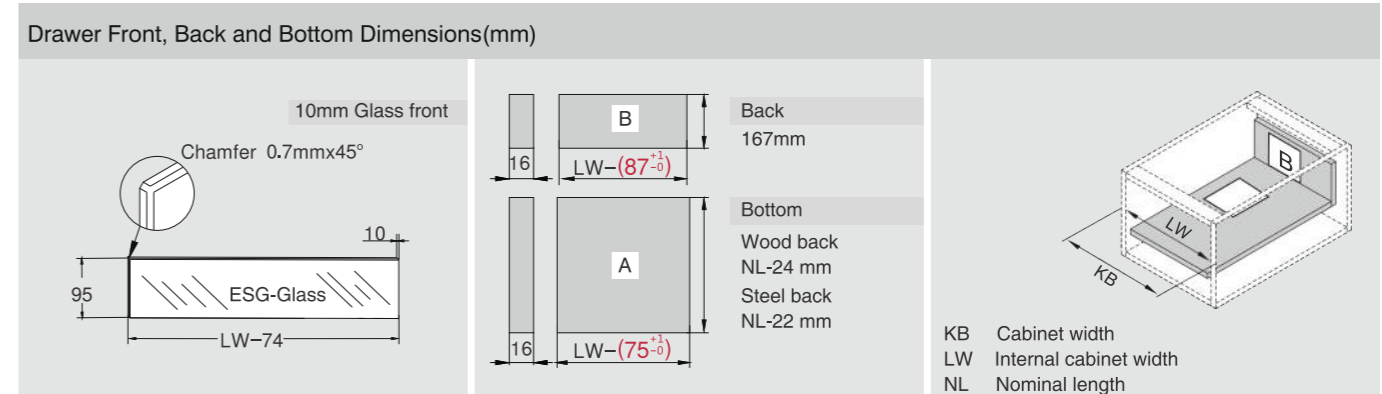 Drawer Front, Back and Bottom Dimensions(mm)
10mm Glass front
Chamfer 0.7mmx45°
10
95
ESG-Glass
LW-74
B
16
LW-(87+1-0)
Back
167mm
A
16
LW-(75+1-0)
Bottom
Wood back
NL-24 mm
Steel back
NL-22 mm
B
LW
KB
KB Cabinet width
LW Internal cabinet width
NL Nominal length